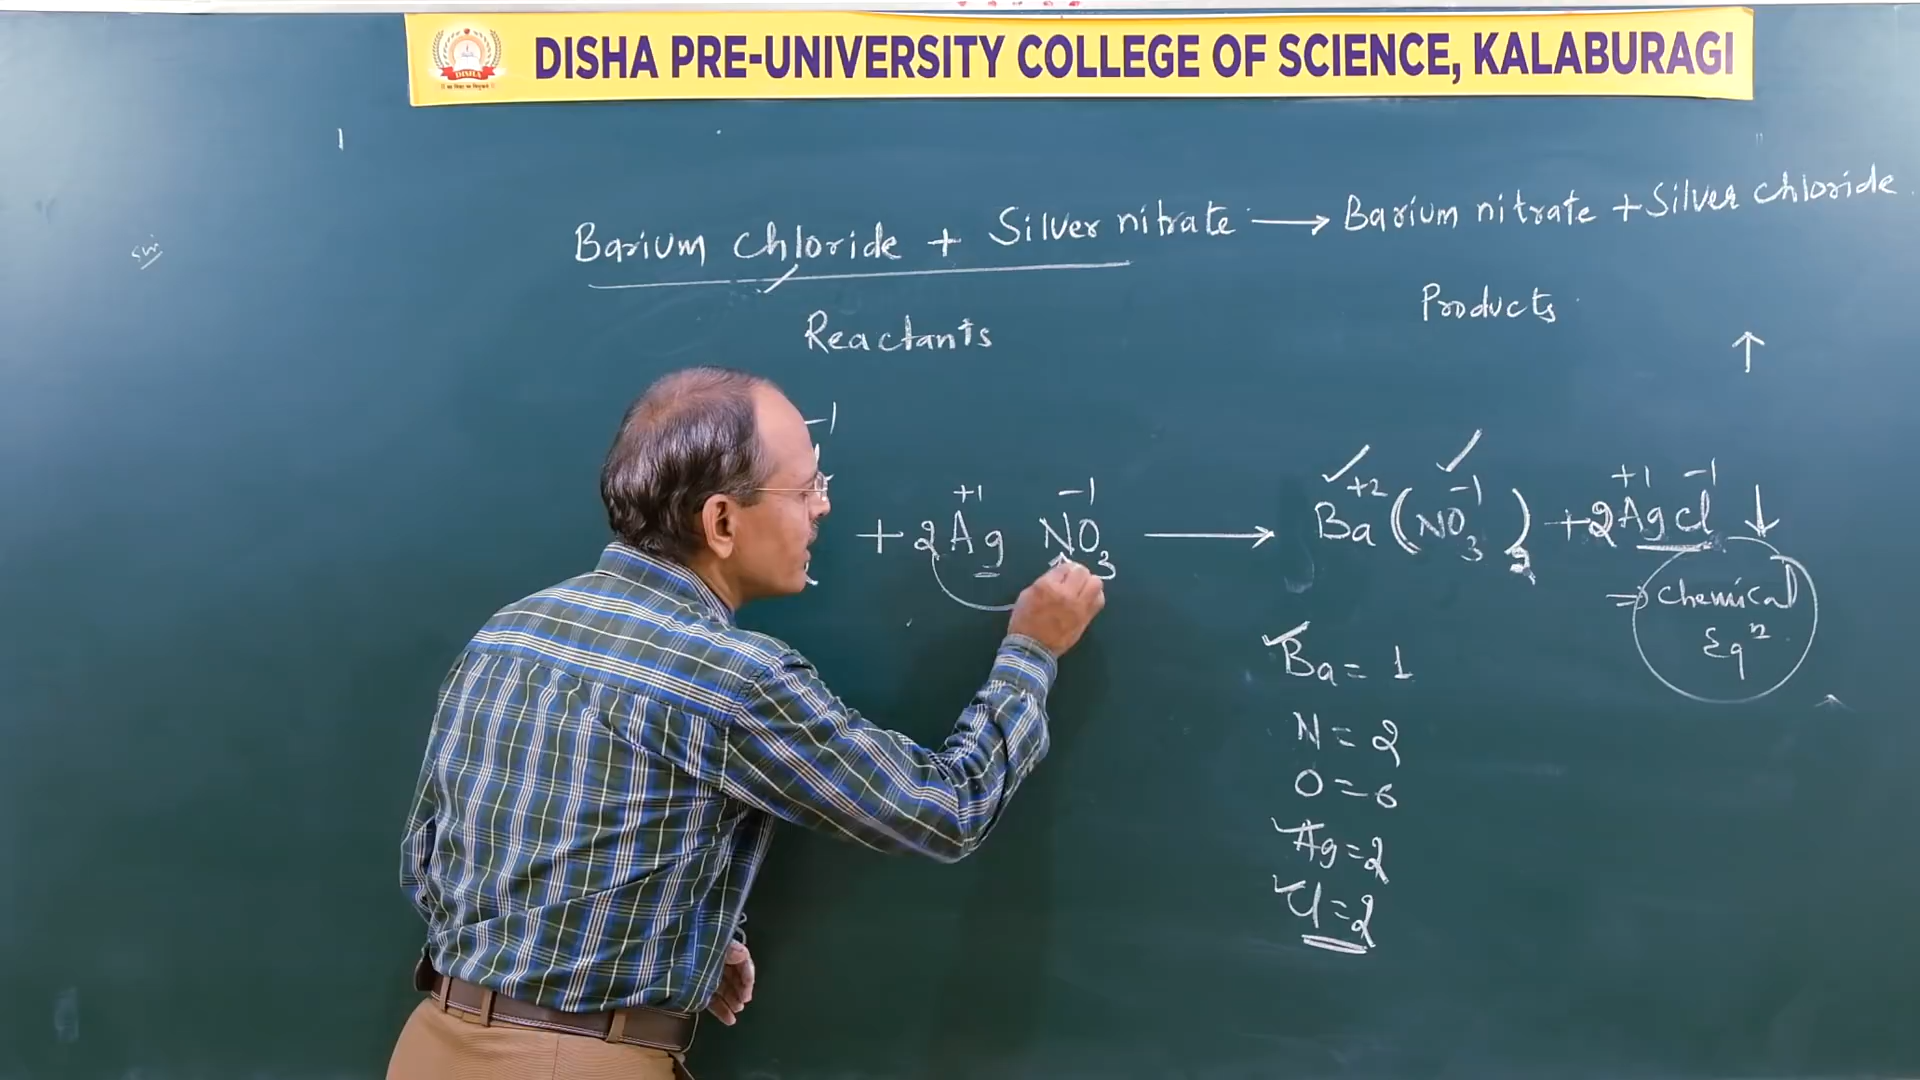 DISHA
DISHA PRE-UNIVERSITY COLLEGE OF SCIENCE, KALABURAGI
Barium chloride + Silver nitrate → Barium nitrate + Silver chloride
Reactants
Products
↑
-1
+1 -1
+2 -1
+1 -1
+ 2Ag NO₃ → Ba(NO₃)₂ + 2AgCl ↓
⇒ chemical
Eqⁿ
Ba = 1
N = 2
O = 6
Ag = 2
Cl = 2